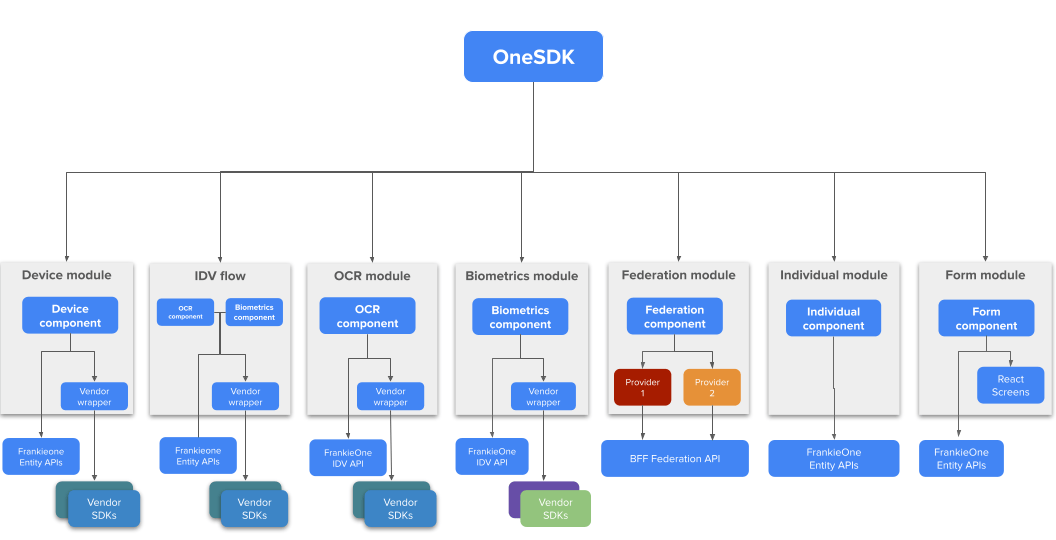 OneSDK
Device module
IDV flow
OCR module
Biometrics module
Federation module
Individual module
Form module
Device
component
OCR
component
Biometrics
component
OCR
component
Biometrics
component
Federation
component
Individual
component
Form
component
Vendor
wrapper
Vendor
wrapper
Vendor
wrapper
Vendor
wrapper
Provider
1
Provider
2
React
Screens
Frankieone
Entity APIs
Frankieone
Entity APIs
FrankieOne
IDV API
FrankieOne
IDV API
BFF Federation API
FrankieOne
Entity APIs
FrankieOne
Entity APIs
Vendor
SDKs
Vendor
SDKs
Vendor
SDKs
Vendor
SDKs